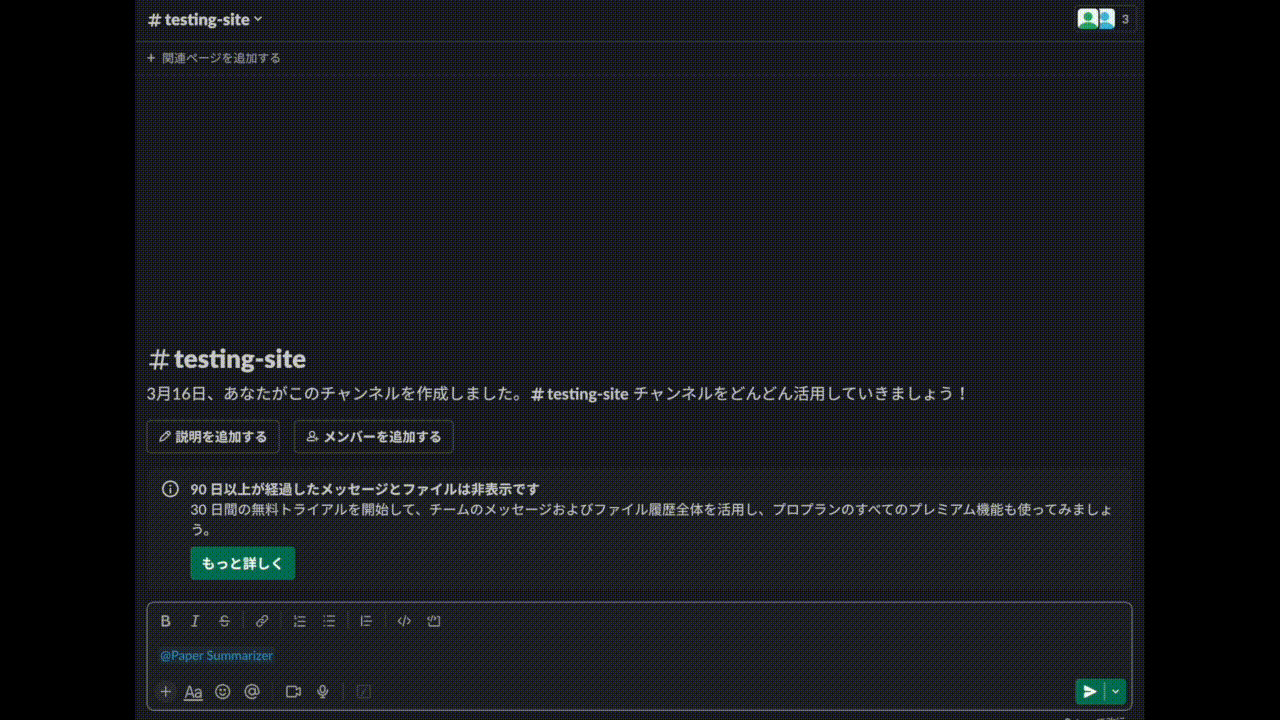 # testing-site
3
+ 関連ページを追加する
# testing-site
3月16日、あなたがこのチャンネルを作成しました。# testing-site チャンネルをどんどん活用していきましょう！
説明を追加する
メンバーを追加する
90 日以上が経過したメッセージとファイルは非表示です
30 日間の無料トライアルを開始して、チームのメッセージおよびファイル履歴全体を活用し、プロプランのすべてのプレミアム機能も使ってみましょ
う。
もっと詳しく
B I S
@Paper Summarizer
+ Aa @